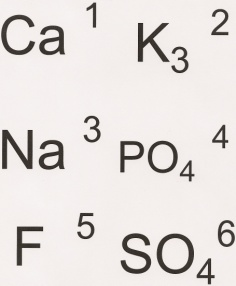 Ca ¹ K₃ ²
Na ³ PO₄ ⁴
F ⁵ SO₄ ⁶